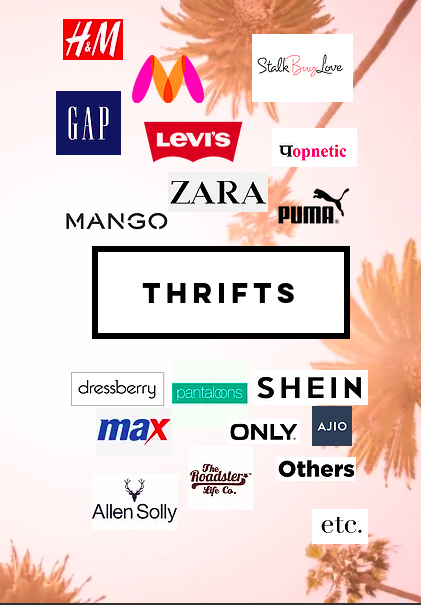 H&M
StalkBuyLove
GAP
LEVI'S
पopnetic
ZARA
PUMA
MANGO
THRIFTS
dressberry
pantaloons
SHEIN
max
ONLY
AJIO
The
Roadster
Life Co.
Others
Allen Solly
etc.